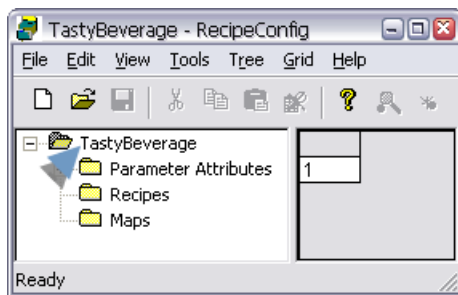 TastyBeverage - RecipeConfig
File Edit View Tools Tree Grid Help
TastyBeverage
Parameter Attributes
1
Recipes
Maps
Ready